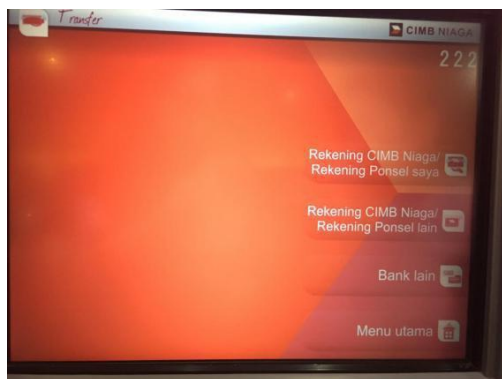 Transfer
CIMB NIAGA
222
Rekening CIMB Niaga/
Rekening Ponsel saya
Rekening CIMB Niaga/
Rekening Ponsel lain
Bank lain
Menu utama